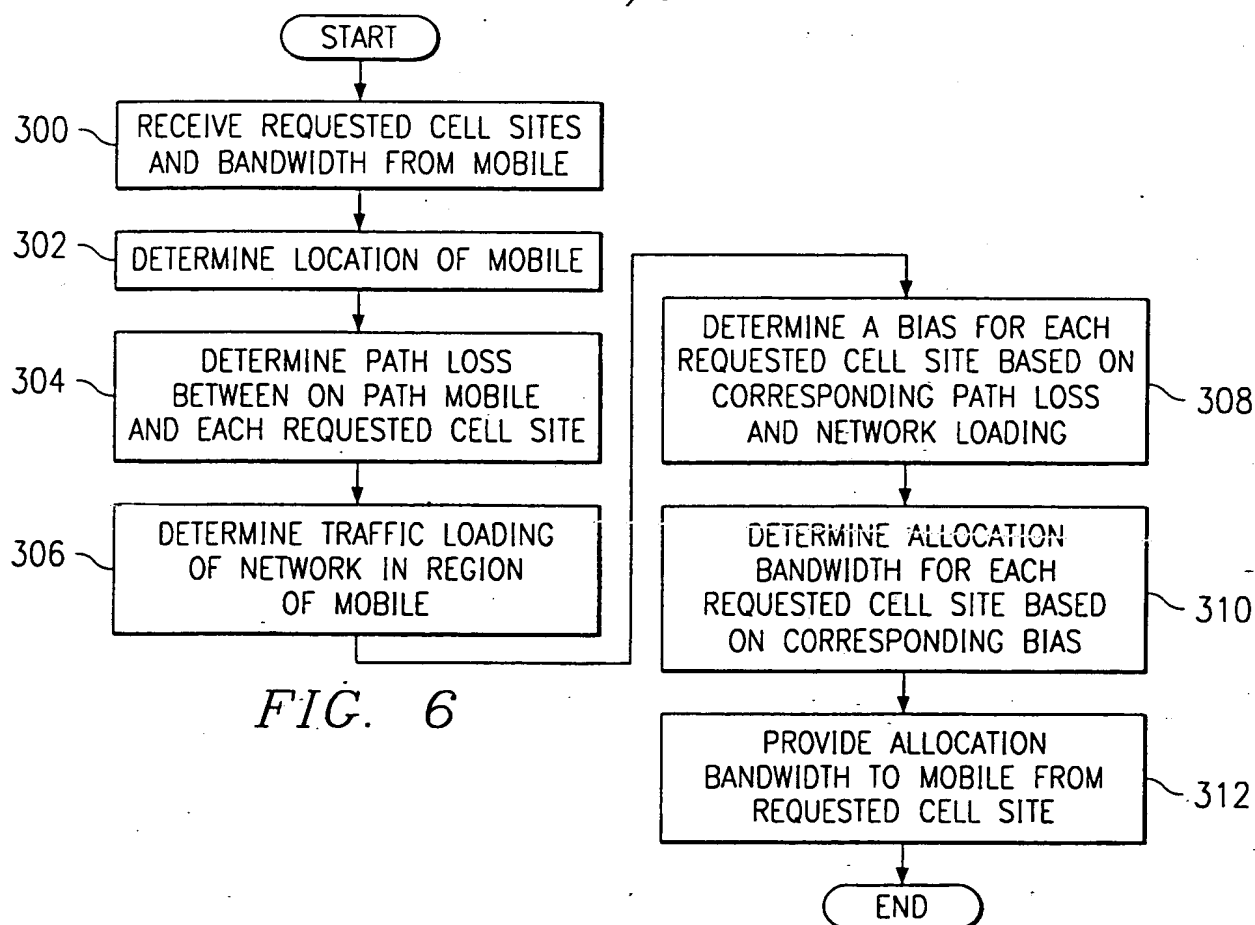 START
300
RECEIVE REQUESTED CELL SITES
AND BANDWIDTH FROM MOBILE
302
DETERMINE LOCATION OF MOBILE
304
DETERMINE PATH LOSS
BETWEEN ON PATH MOBILE
AND EACH REQUESTED CELL SITE
306
DETERMINE TRAFFIC LOADING
OF NETWORK IN REGION
OF MOBILE
DETERMINE A BIAS FOR EACH
REQUESTED CELL SITE BASED ON
CORRESPONDING PATH LOSS
AND NETWORK LOADING
308
DETERMINE ALLOCATION
BANDWIDTH FOR EACH
REQUESTED CELL SITE BASED
ON CORRESPONDING BIAS
310
PROVIDE ALLOCATION
BANDWIDTH TO MOBILE FROM
REQUESTED CELL SITE
312
END
FIG. 6